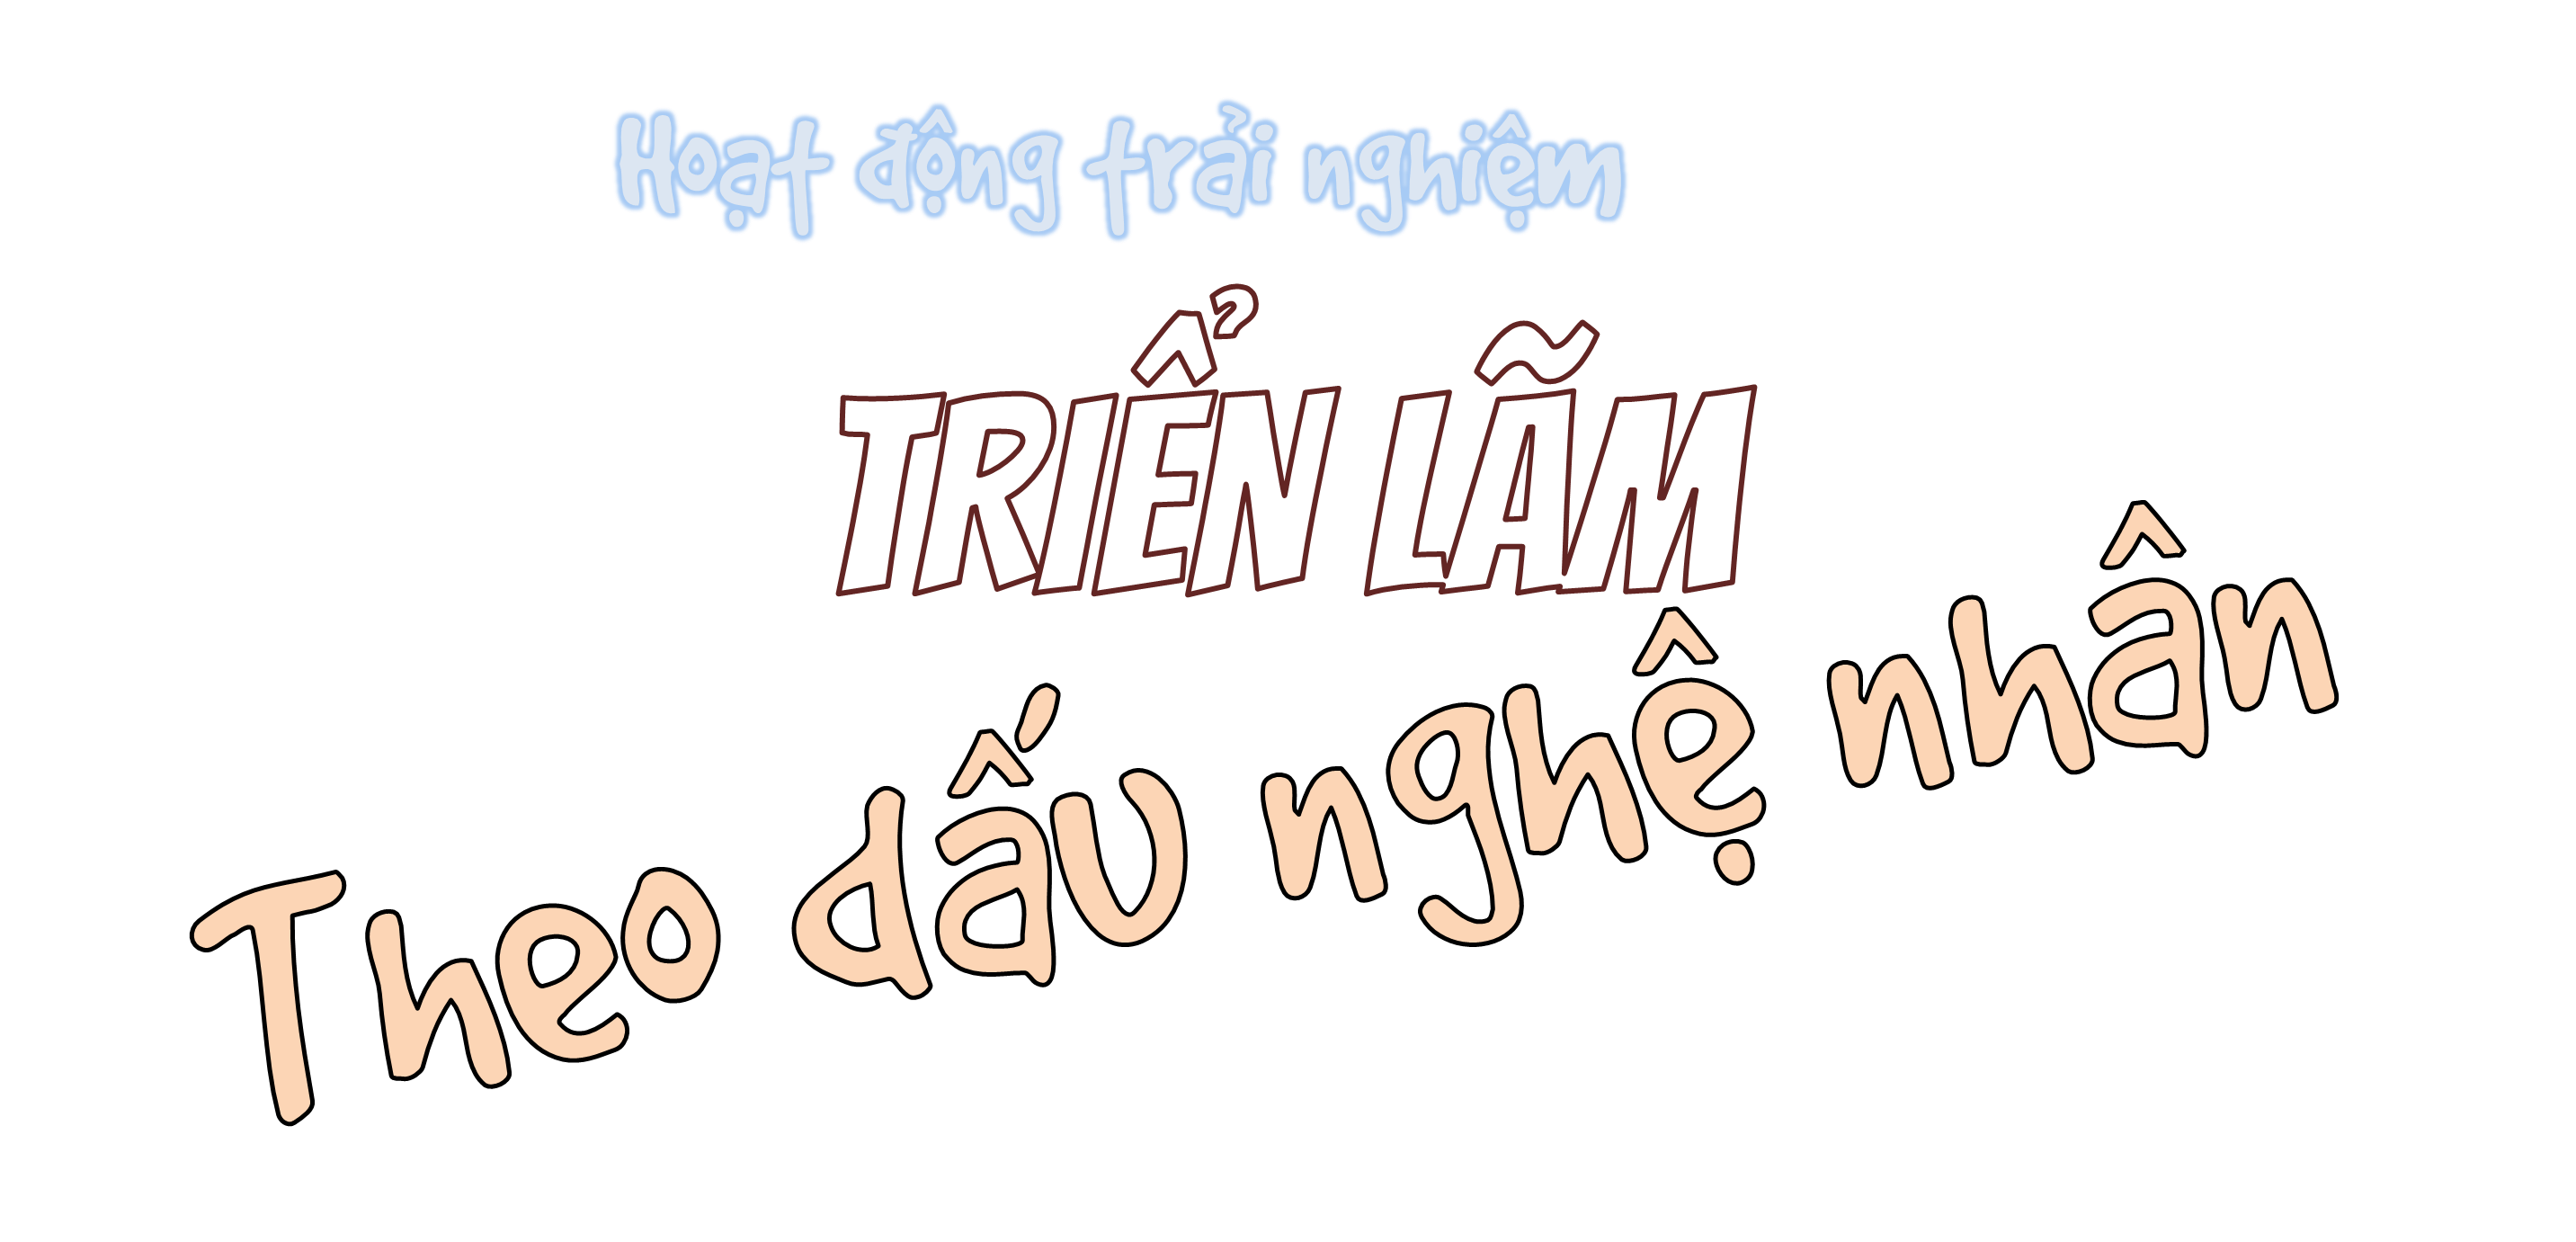 Hoạt động trải nghiệm
TRIỂN LÃM
Theo dấu nghệ nhân